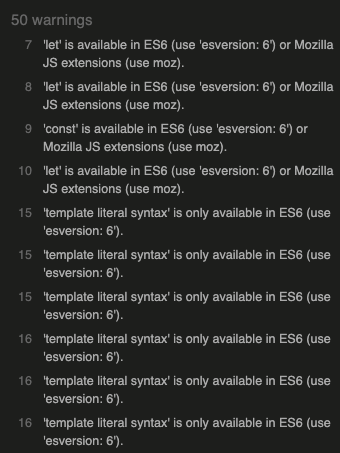 50 warnings
7 'let' is available in ES6 (use 'esversion: 6') or Mozilla
JS extensions (use moz).
8 'let' is available in ES6 (use 'esversion: 6') or Mozilla
JS extensions (use moz).
9 'const' is available in ES6 (use 'esversion: 6') or
Mozilla JS extensions (use moz).
10 'let' is available in ES6 (use 'esversion: 6') or Mozilla
JS extensions (use moz).
15 'template literal syntax' is only available in ES6 (use
'esversion: 6').
15 'template literal syntax' is only available in ES6 (use
'esversion: 6').
15 'template literal syntax' is only available in ES6 (use
'esversion: 6').
16 'template literal syntax' is only available in ES6 (use
'esversion: 6').
16 'template literal syntax' is only available in ES6 (use
'esversion: 6').
16 'template literal syntax' is only available in ES6 (use
'esversion: 6').